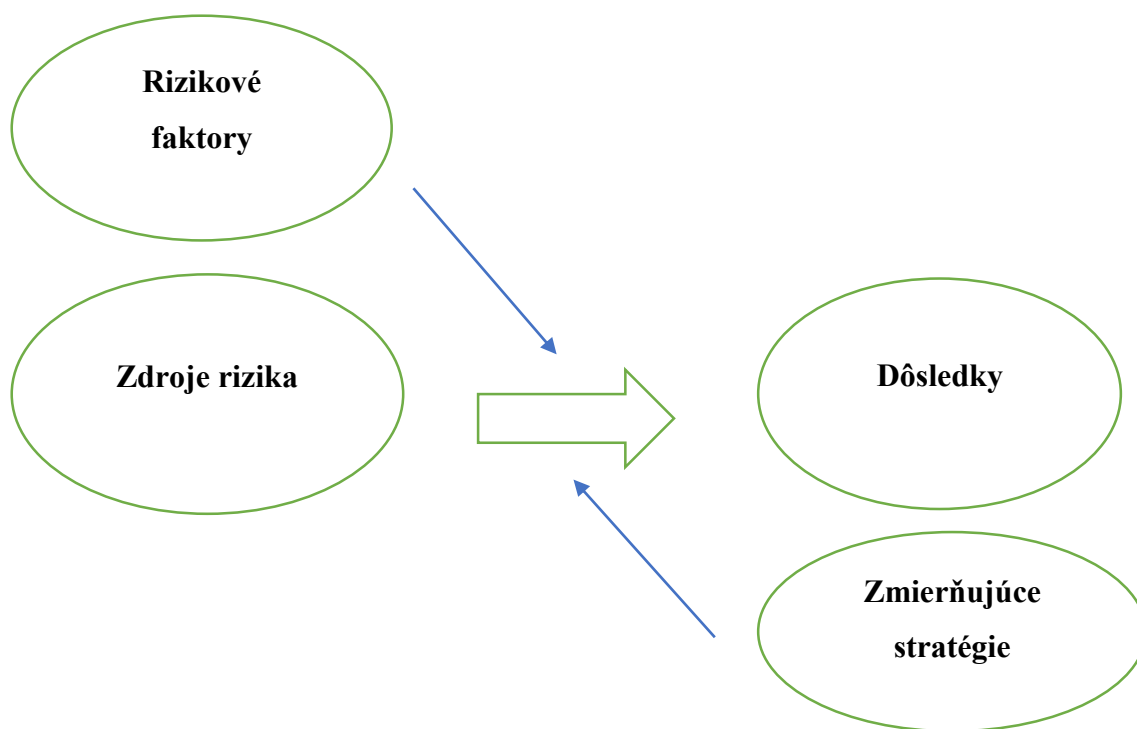 Rizikové
faktory
Zdroje rizika
Dôsledky
Zmierňujúce
stratégie